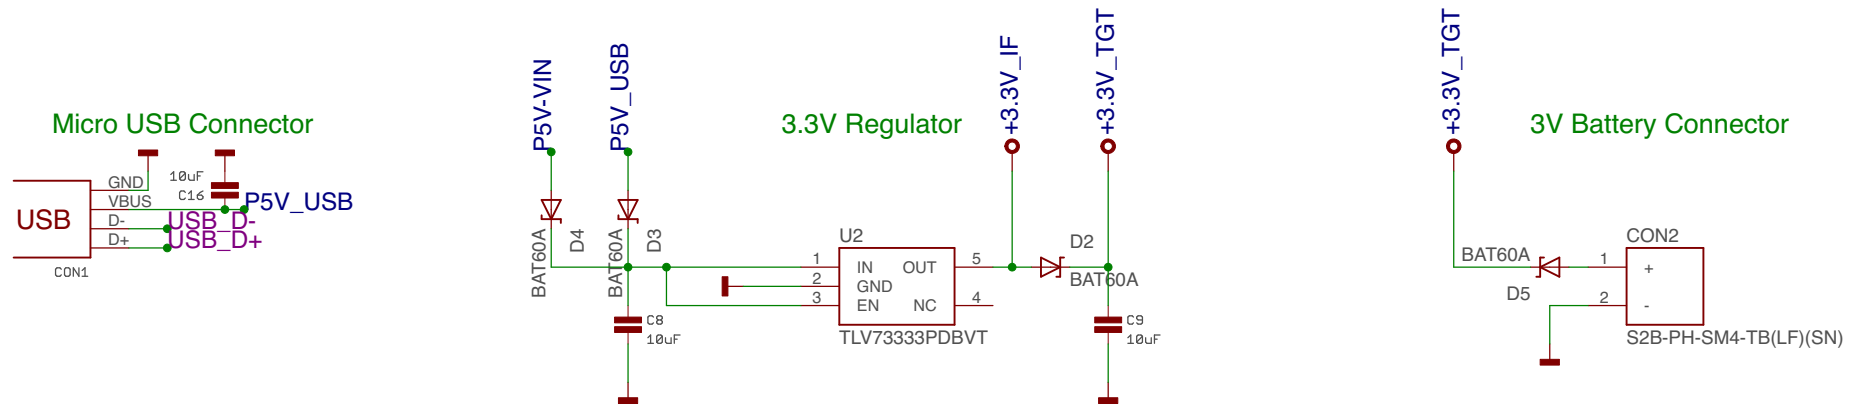 Micro USB Connector
GND
10uF
C16
VBUS
P5V_USB
USB
D-
USB_D-
D+
USB_D+
CON1
P5V-VIN
P5V_USB
3.3V Regulator
+3.3V_IF
+3.3V_TGT
BAT60A
D4
BAT60A
D3
U2
1
IN
OUT
5
2
GND
3
EN
NC
4
TLV73333PDBVT
C8
10uF
D2
BAT60A
C9
10uF
+3.3V_TGT
3V Battery Connector
BAT60A
D5
CON2
1
+
2
-
S2B-PH-SM4-TB(LF)(SN)